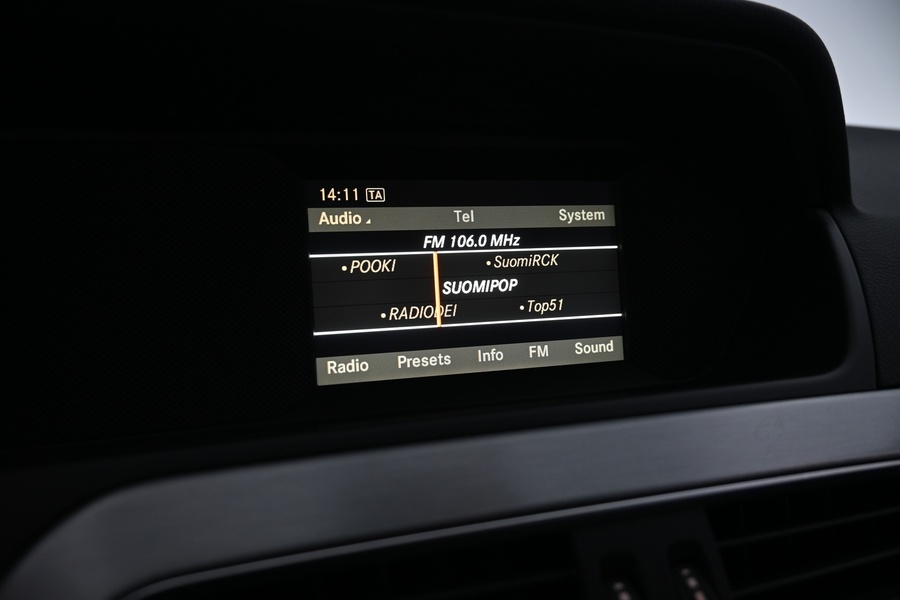 14:11 TA
Audio Tel System
FM 106.0 MHz
•POOKI •SuomiRCK
SUOMIPOP
•RADIODEI •Top51
Radio Presets Info FM Sound